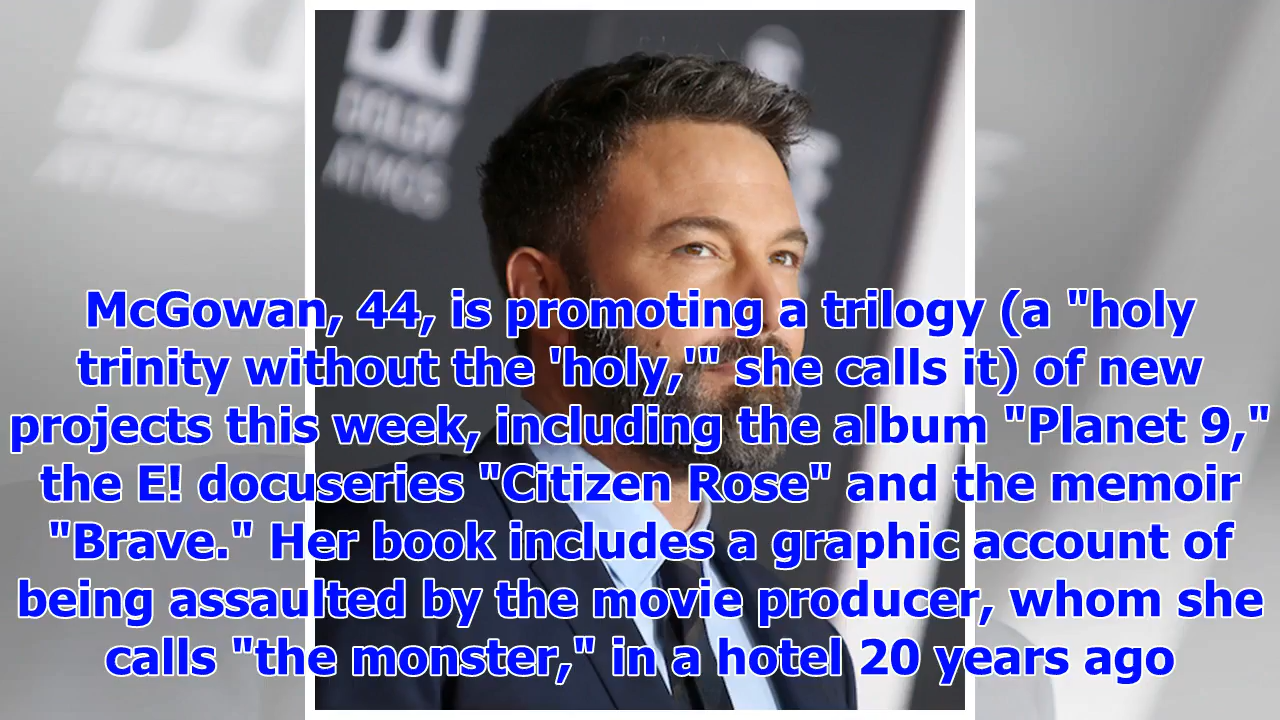 DOLBY
ATMOS
McGowan, 44, is promoting a trilogy (a "holy
trinity without the 'holy,'" she calls it) of new
projects this week, including the album "Planet 9,"
the E! docuseries "Citizen Rose" and the memoir
"Brave." Her book includes a graphic account of
being assaulted by the movie producer, whom she
calls "the monster," in a hotel 20 years ago